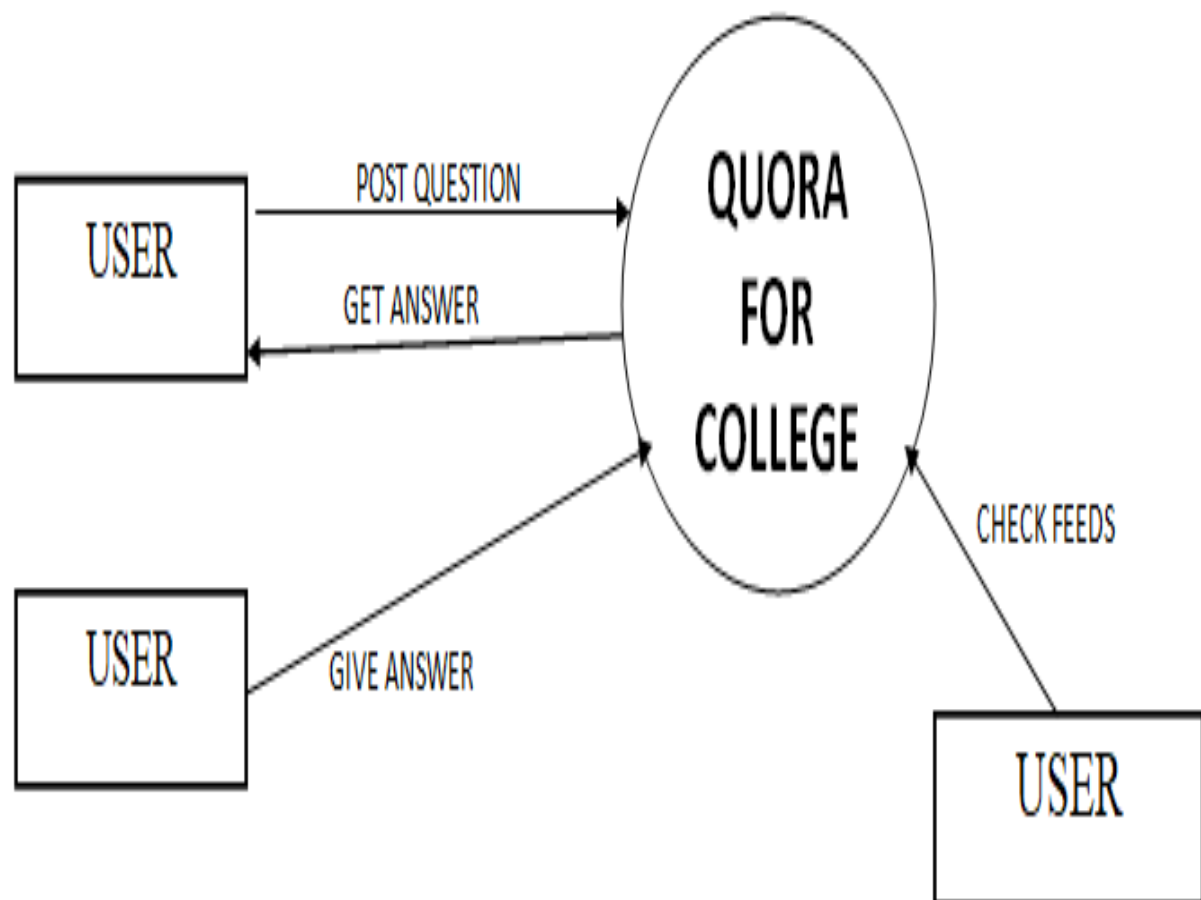 POST QUESTION
USER
GET ANSWER
QUORA
FOR
COLLEGE
CHECK FEEDS
USER
GIVE ANSWER
USER